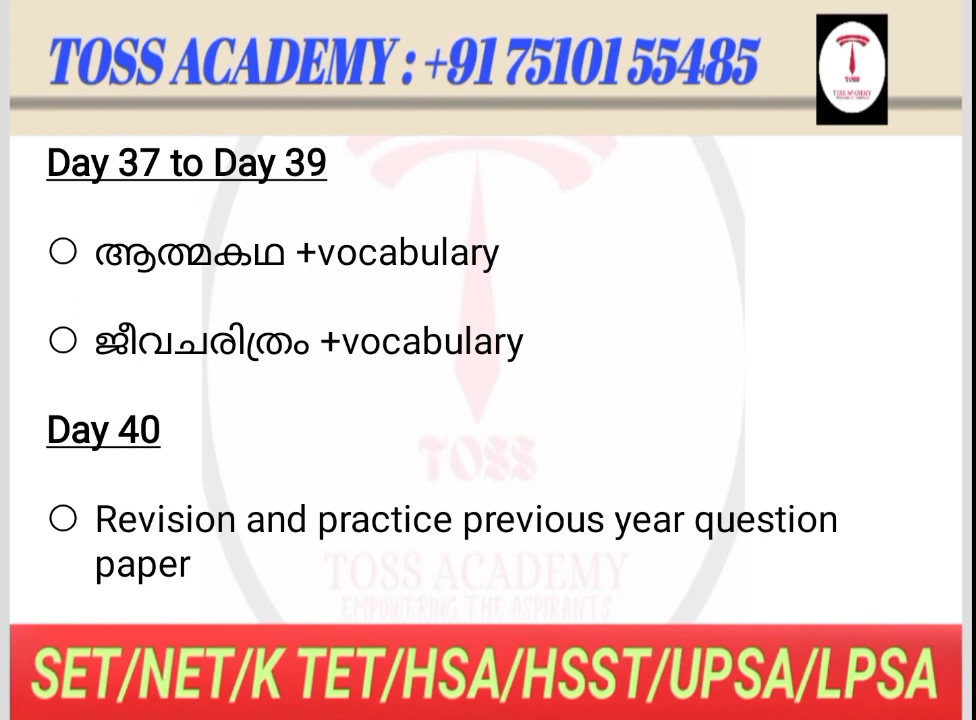 TOSS ACADEMY : +91 75101 55485
TOSS
Day 37 to Day 39
ആത്മകഥ +vocabulary
ജീവചരിത്രം +vocabulary
Day 40
TOSS
Revision and practice previous year question
paper
TOSS ACADEMY
EMPOWERING THE ASPIRANTS
SET/NET/K TET/HSA/HSST/UPSA/LPSA